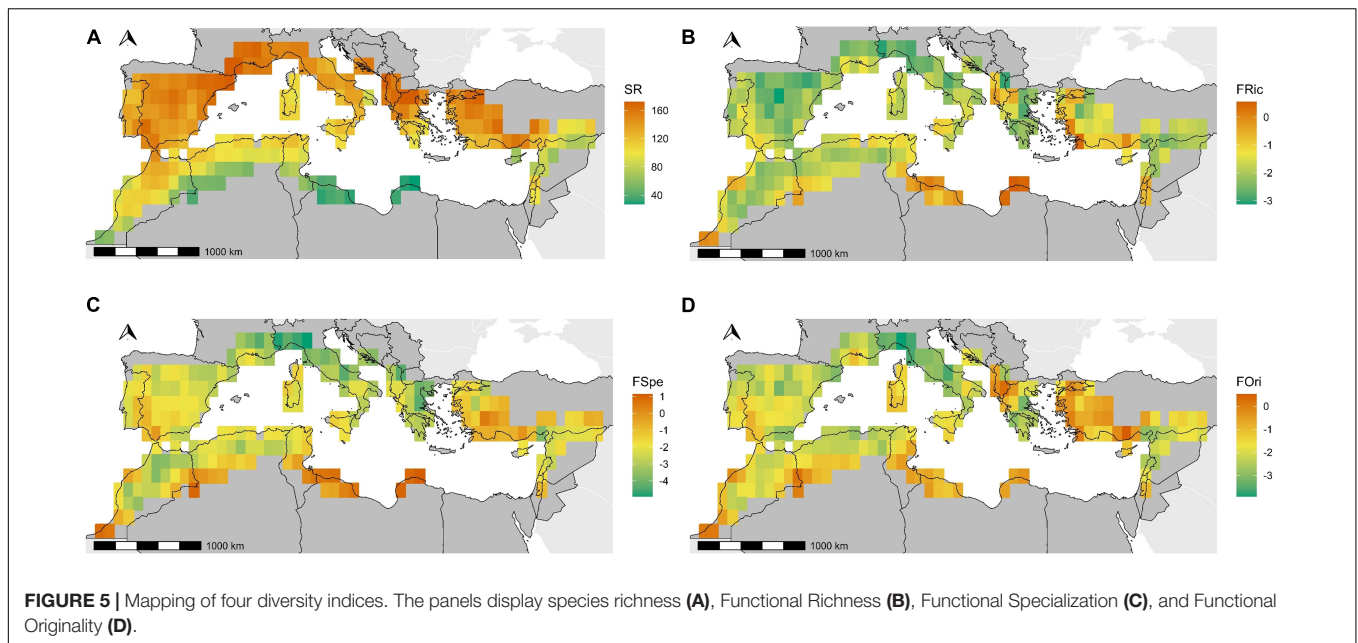 A
SR
160
120
80
40
1000 km
B
FRic
0
-1
-2
-3
1000 km
C
FSpe
1
0
-1
-2
-3
-4
1000 km
D
FOri
0
-1
-2
-3
1000 km
FIGURE 5 | Mapping of four diversity indices. The panels display species richness (A), Functional Richness (B), Functional Specialization (C), and Functional
Originality (D).